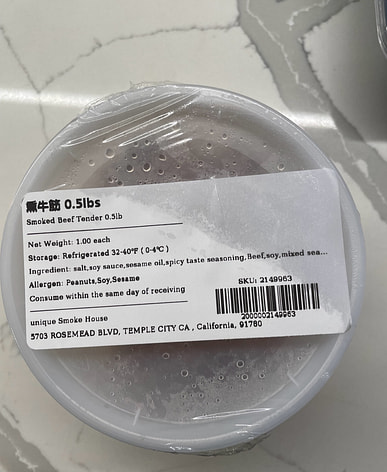 熏牛筋 0.5lbs
Smoked Beef Tender 0.5lb
Net Weight: 1.00 each
Storage: Refrigerated 32-40°F ( 0-4°C )
Ingredient: salt,soy sauce,sesame oil,spicy taste seasoning,Beef,soy,mixed sea...
Allergen: Peanuts,Soy,Sesame
Consume within the same day of receiving
SKU: 2149963
2000002149963
unique Smoke House
5703 ROSEMEAD BLVD, TEMPLE CITY CA , California, 91780